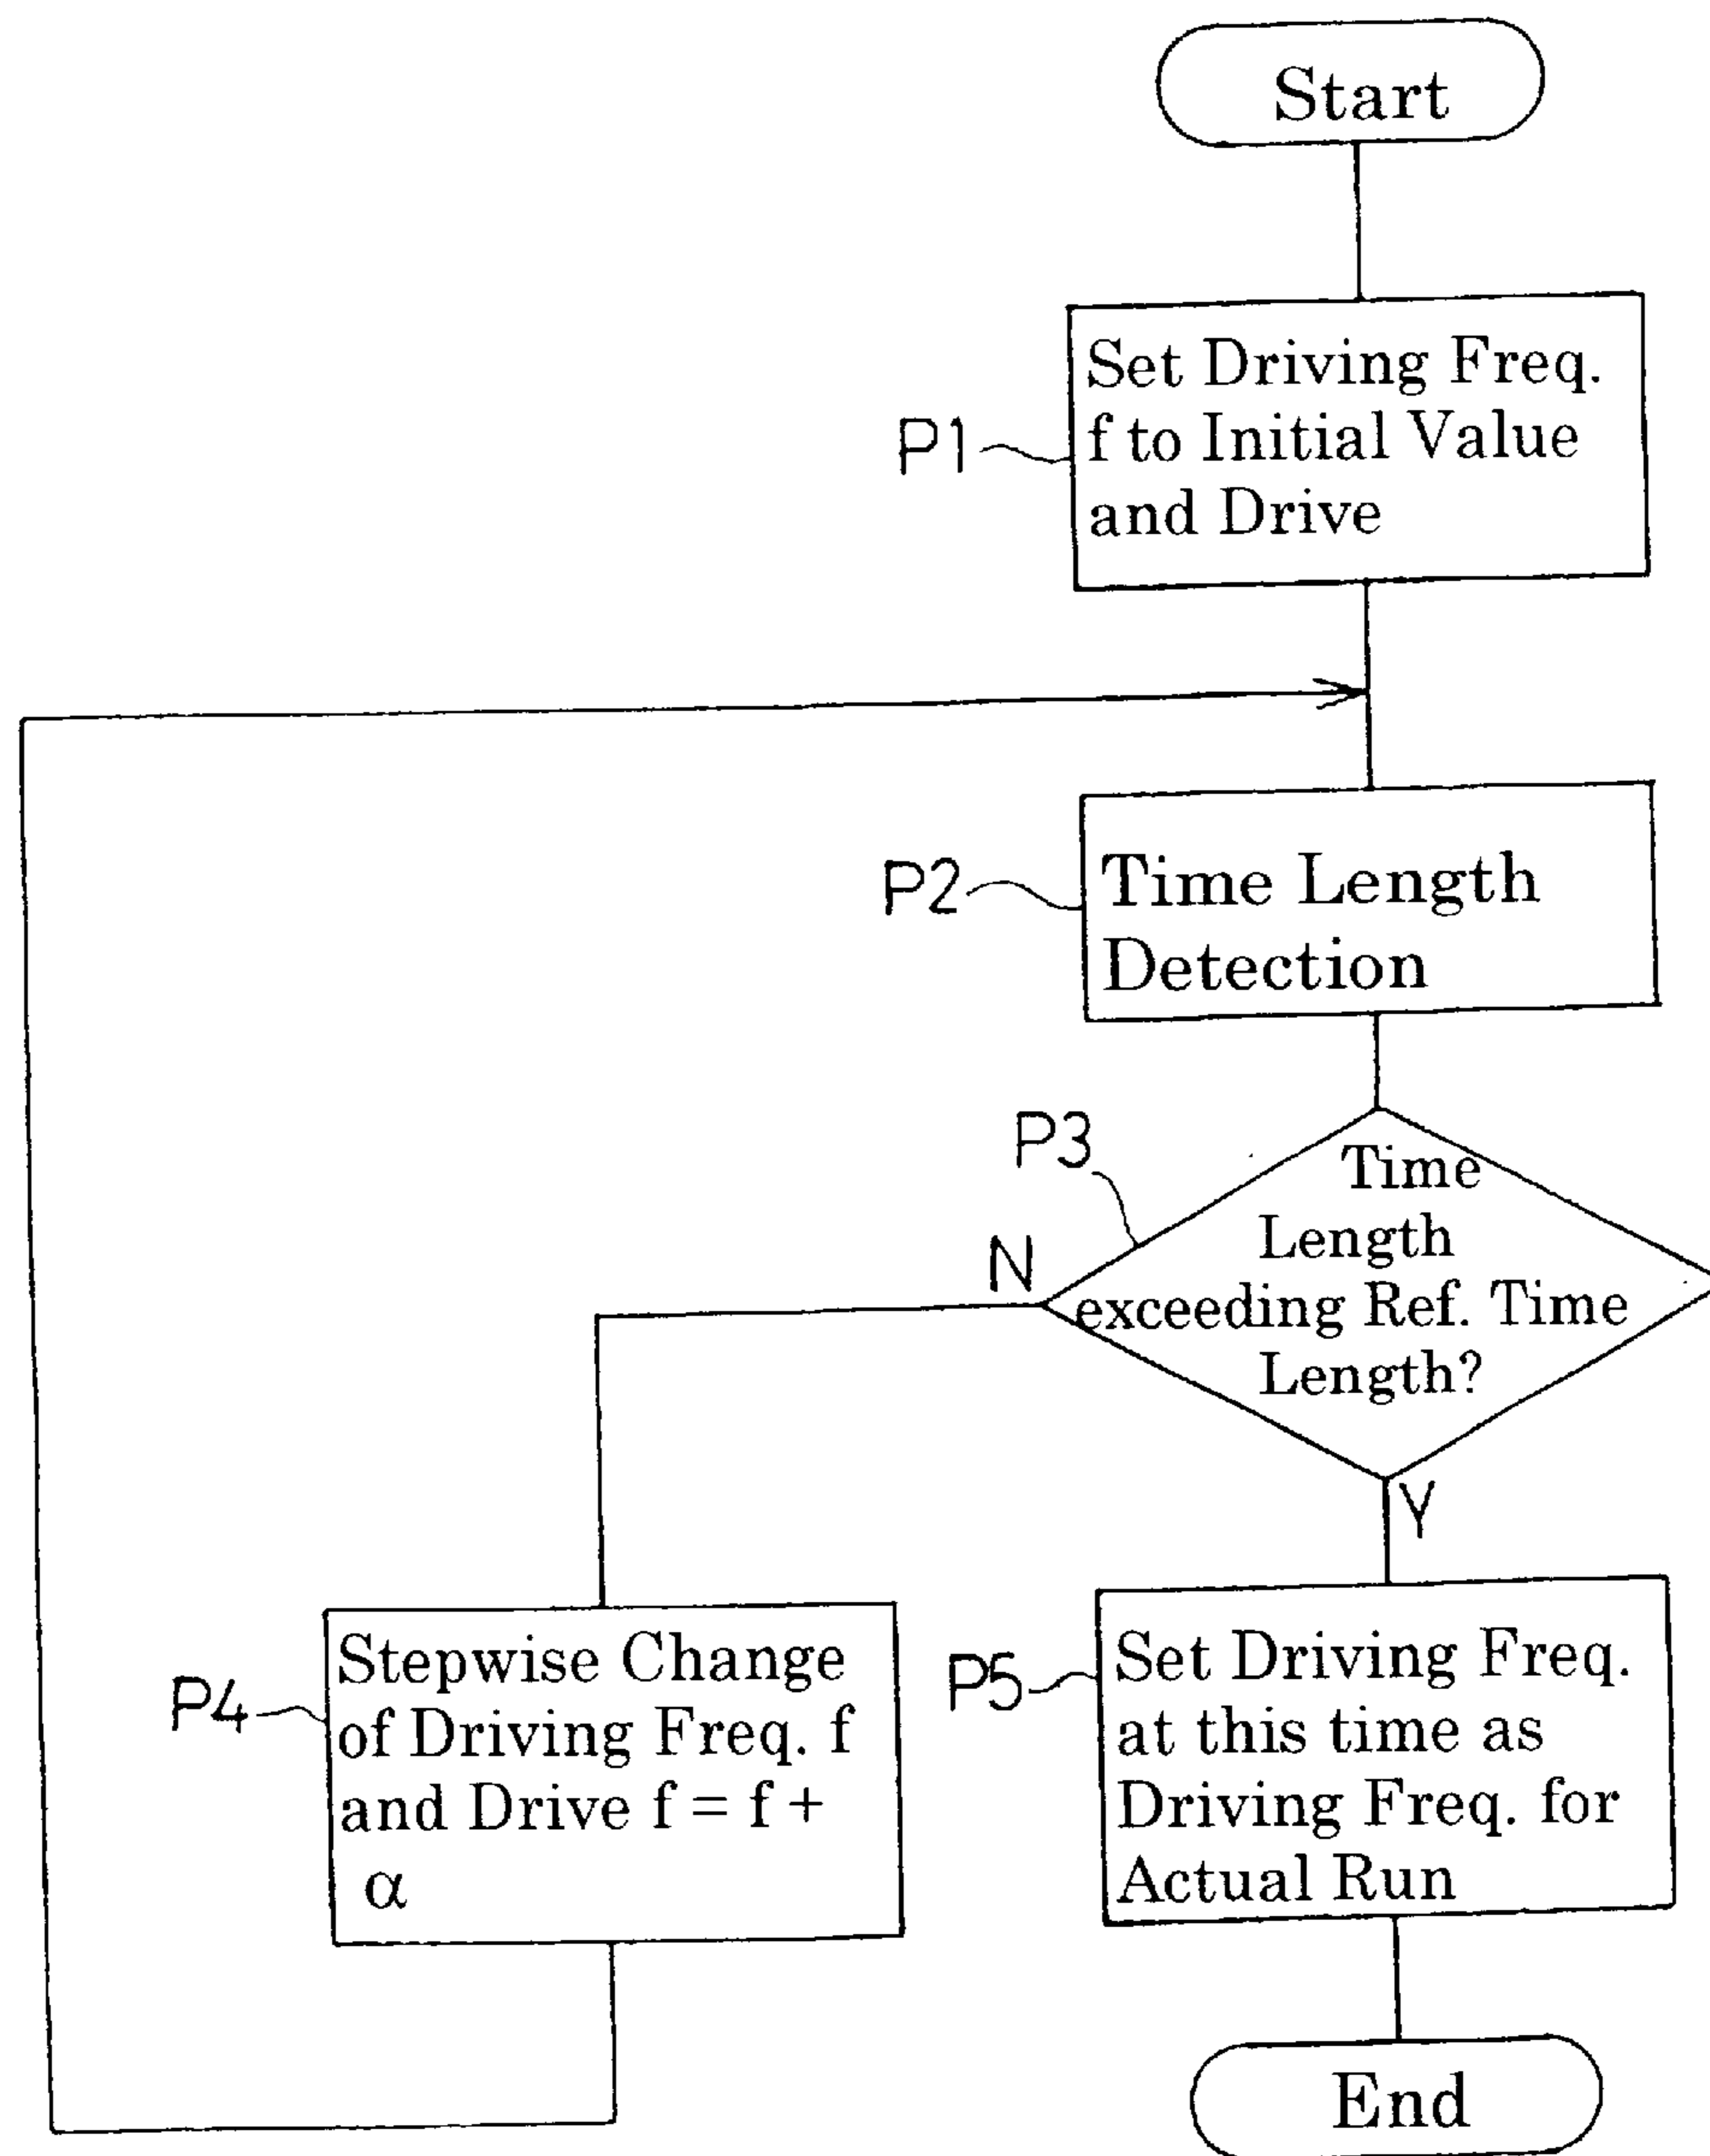 Start
P1
Set Driving Freq.
f to Initial Value
and Drive
P2
Time Length
Detection
P3
Time
Length
exceeding Ref. Time
Length?
N
Y
P4
Stepwise Change
of Driving Freq. f
and Drive f = f +
α
P5
Set Driving Freq.
at this time as
Driving Freq. for
Actual Run
End